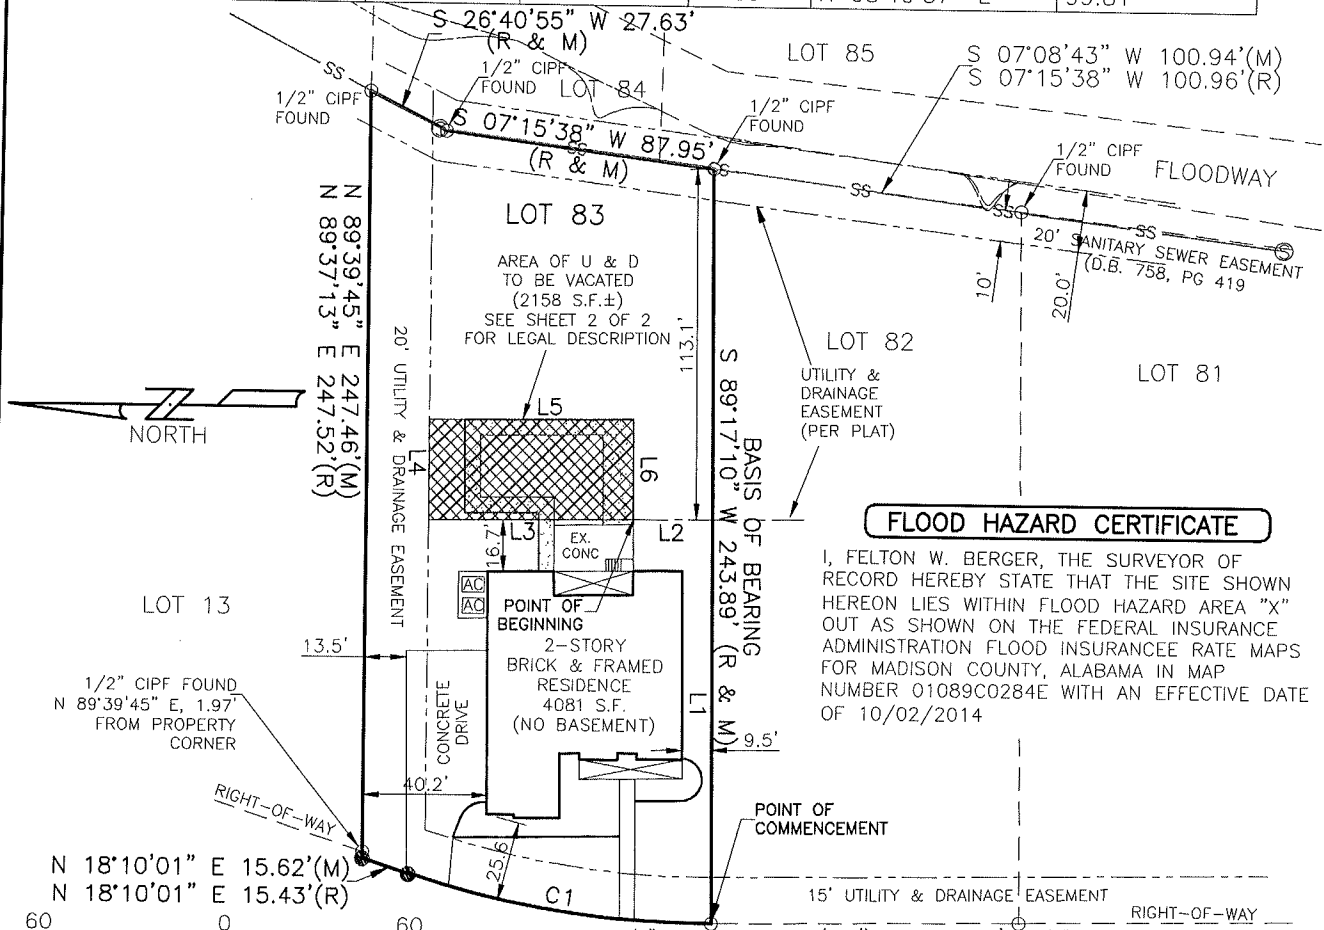 S 26°40'55" W 27.63'
(R & M)
LOT 85
S 07°08'43" W 100.94'(M)
S 07°15'38" W 100.96'(R)
SS
1/2" CIPF
FOUND
1/2" CIPF
FOUND
LOT 84
1/2" CIPF
FOUND
S 07°15'38" W 87.95'
SS
(R & M)
SS
1/2" CIPF
FOUND
FLOODWAY
SS
SS
SS
20' SANITARY SEWER EASEMENT
(D.B. 758, PG 419
10'
20.0'
N 89°39'45" E 247.46'(M)
N 89°37'13" E 247.52'(R)
LOT 83
AREA OF U & D
TO BE VACATED
(2158 S.F.±)
SEE SHEET 2 OF 2
FOR LEGAL DESCRIPTION
113.1'
20' UTILITY & DRAINAGE EASEMENT
LOT 82
UTILITY &
DRAINAGE
EASEMENT
(PER PLAT)
LOT 81
NORTH
L5
L4
L6
BASIS OF BEARING
S 89°17'10" W 243.89' (R & M)
L3
L2
16.7'
EX.
CONC
FLOOD HAZARD CERTIFICATE
I, FELTON W. BERGER, THE SURVEYOR OF
RECORD HEREBY STATE THAT THE SITE SHOWN
HEREON LIES WITHIN FLOOD HAZARD AREA "X"
OUT AS SHOWN ON THE FEDERAL INSURANCE
ADMINISTRATION FLOOD INSURANCEE RATE MAPS
FOR MADISON COUNTY, ALABAMA IN MAP
NUMBER 01089C0284E WITH AN EFFECTIVE DATE
OF 10/02/2014
LOT 13
AC
AC
POINT OF
BEGINNING
2-STORY
BRICK & FRAMED
RESIDENCE
4081 S.F.
(NO BASEMENT)
13.5'
1/2" CIPF FOUND
N 89°39'45" E, 1.97'
FROM PROPERTY
CORNER
CONCRETE
DRIVE
L1
9.5'
40.2'
RIGHT-OF-WAY
POINT OF
COMMENCEMENT
N 18°10'01" E 15.62'(M)
N 18°10'01" E 15.43'(R)
25.6'
C1
15' UTILITY & DRAINAGE EASEMENT
RIGHT-OF-WAY
60 0 60